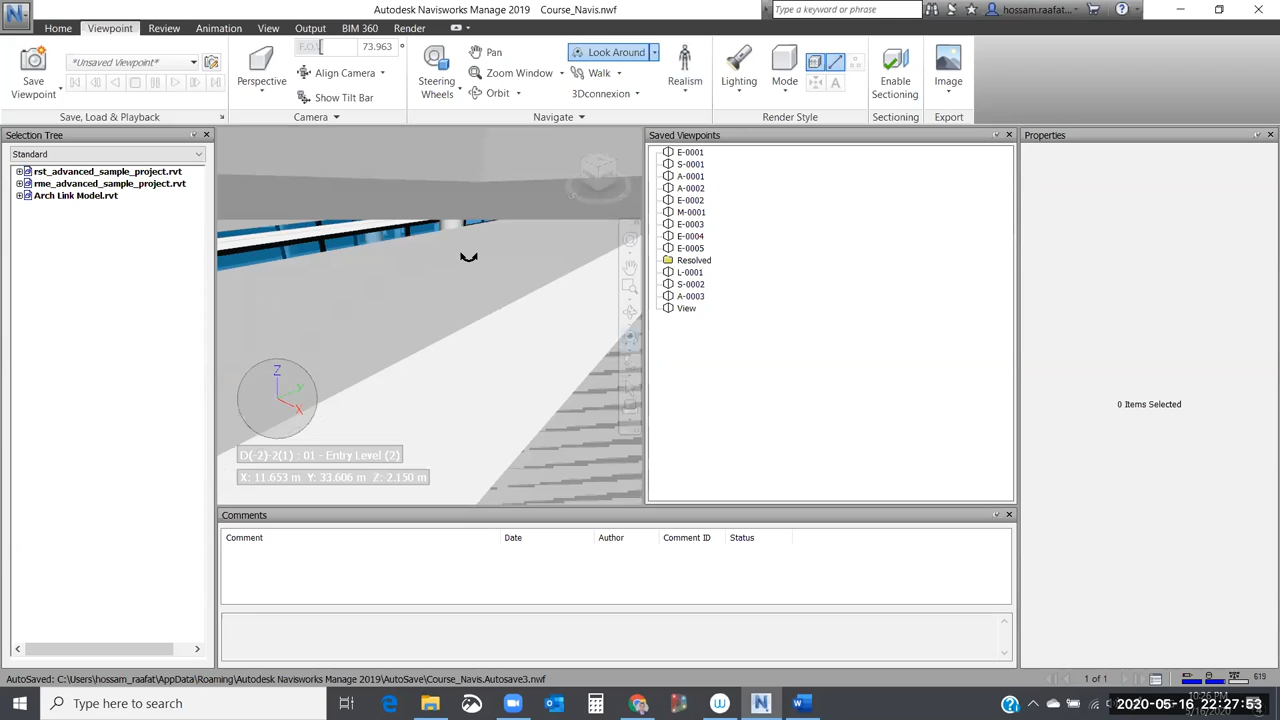 Autodesk Navisworks Manage 2019 Course_Navis.nwf
Type a keyword or phrase
hossam.raafat...
Home Viewpoint Review Animation View Output BIM 360 Render
Save Viewpoint
*Unsaved Viewpoint*
Save, Load & Playback
Perspective
F.O.V. 73.963 °
Align Camera
Show Tilt Bar
Camera
Steering Wheels
Pan
Zoom Window
Orbit
Look Around
Walk
3Dconnexion
Realism
Navigate
Lighting
Mode
Render Style
Enable Sectioning
Sectioning
Image
Export
Selection Tree
Standard
rst_advanced_sample_project.rvt
rme_advanced_sample_project.rvt
Arch Link Model.rvt
Z
Y
X
D(-2)-2(1) : 01 - Entry Level (2)
X: 11.653 m Y: 33.606 m Z: 2.150 m
Saved Viewpoints
E-0001
S-0001
A-0001
A-0002
E-0002
M-0001
E-0003
E-0004
E-0005
Resolved
L-0001
S-0002
A-0003
View
Properties
0 Items Selected
Comments
Comment Date Author Comment ID Status
AutoSaved: C:\Users\hossam_raafat\AppData\Roaming\Autodesk Navisworks Manage 2019\AutoSave\Course_Navis.Autosave3.nwf
1 of 1
619
Type here to search
10:26 PM
2020-05-16 22:27:53